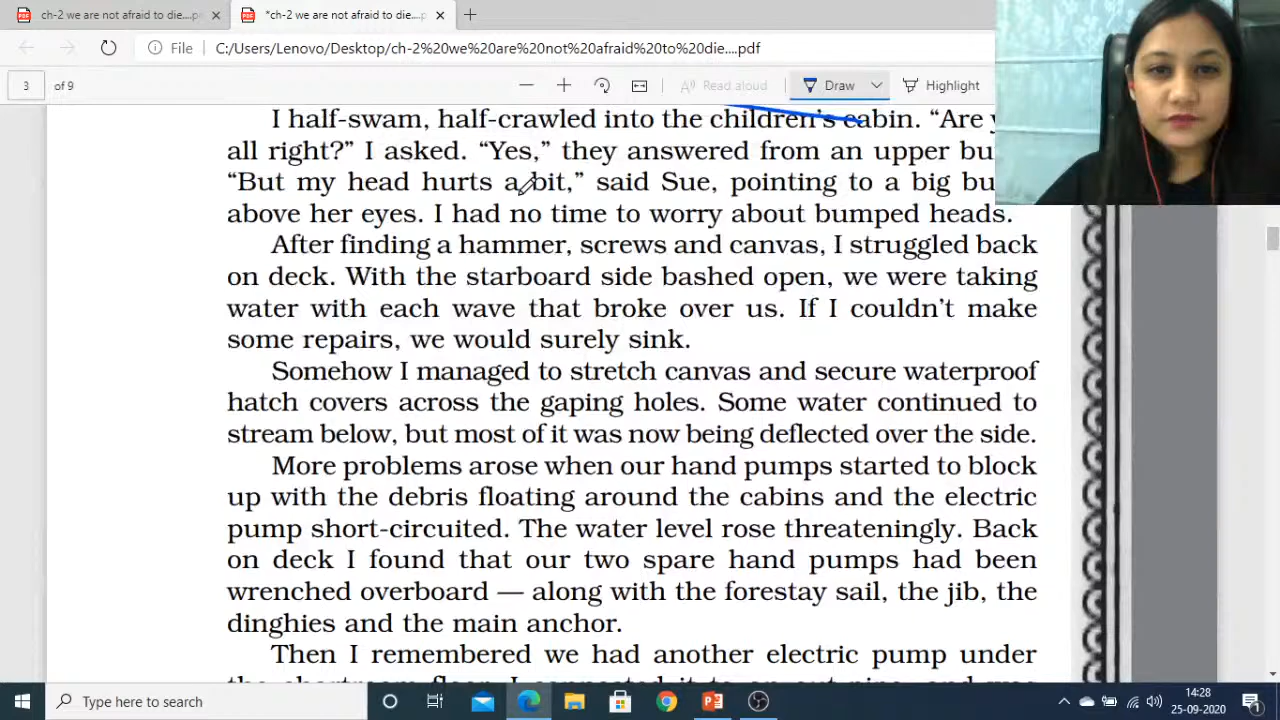 ch-2 we are not afraid to die....p
*ch-2 we are not afraid to die....p
File C:/Users/Lenovo/Desktop/ch-2%20we%20are%20not%20afraid%20to%20die....pdf
3 of 9 Read aloud Draw Highlight
I half-swam, half-crawled into the children's cabin. “Are
all right?” I asked. “Yes,” they answered from an upper
“But my head hurts a bit,” said Sue, pointing to a big
above her eyes. I had no time to worry about bumped heads.
After finding a hammer, screws and canvas, I struggled back
on deck. With the starboard side bashed open, we were taking
water with each wave that broke over us. If I couldn't make
some repairs, we would surely sink.
Somehow I managed to stretch canvas and secure waterproof
hatch covers across the gaping holes. Some water continued to
stream below, but most of it was now being deflected over the side.
More problems arose when our hand pumps started to block
up with the debris floating around the cabins and the electric
pump short-circuited. The water level rose threateningly. Back
on deck I found that our two spare hand pumps had been
wrenched overboard — along with the forestay sail, the jib, the
dinghies and the main anchor.
Then I remembered we had another electric pump under
Type here to search
14:28
25-09-2020